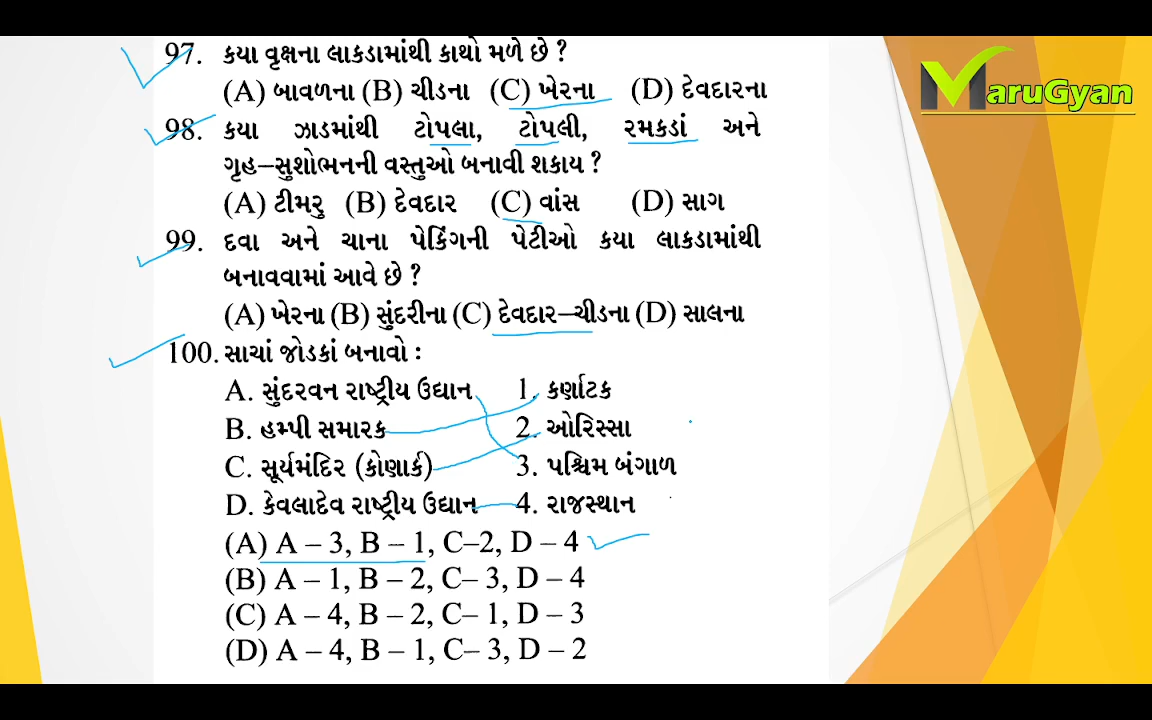 MaruGyan
97. કયા વૃક્ષના લાકડામાંથી કાથો મળે છે ?
(A) બાવળના (B) ચીડના (C) ખેરના (D) દેવદારના
98. કયા ઝાડમાંથી ટોપલા, ટોપલી, રમકડાં અને
ગૃહ–સુશોભનની વસ્તુઓ બનાવી શકાય ?
(A) ટીમરુ (B) દેવદાર (C) વાંસ (D) સાગ
99. દવા અને ચાના પેકિંગની પેટીઓ કયા લાકડામાંથી
બનાવવામાં આવે છે ?
(A) ખેરના (B) સુંદરીના (C) દેવદાર–ચીડના (D) સાલના
100. સાચાં જોડકાં બનાવો :
A. સુંદરવન રાષ્ટ્રીય ઉદ્યાન 1. કર્ણાટક
B. હમ્પી સમારક 2. ઓરિસ્સા
C. સૂર્યમંદિર (કોણાર્ક) 3. પશ્ચિમ બંગાળ
D. કેવલાદેવ રાષ્ટ્રીય ઉદ્યાન 4. રાજસ્થાન
(A) A – 3, B – 1, C–2, D – 4
(B) A – 1, B – 2, C– 3, D – 4
(C) A – 4, B – 2, C– 1, D – 3
(D) A – 4, B – 1, C– 3, D – 2